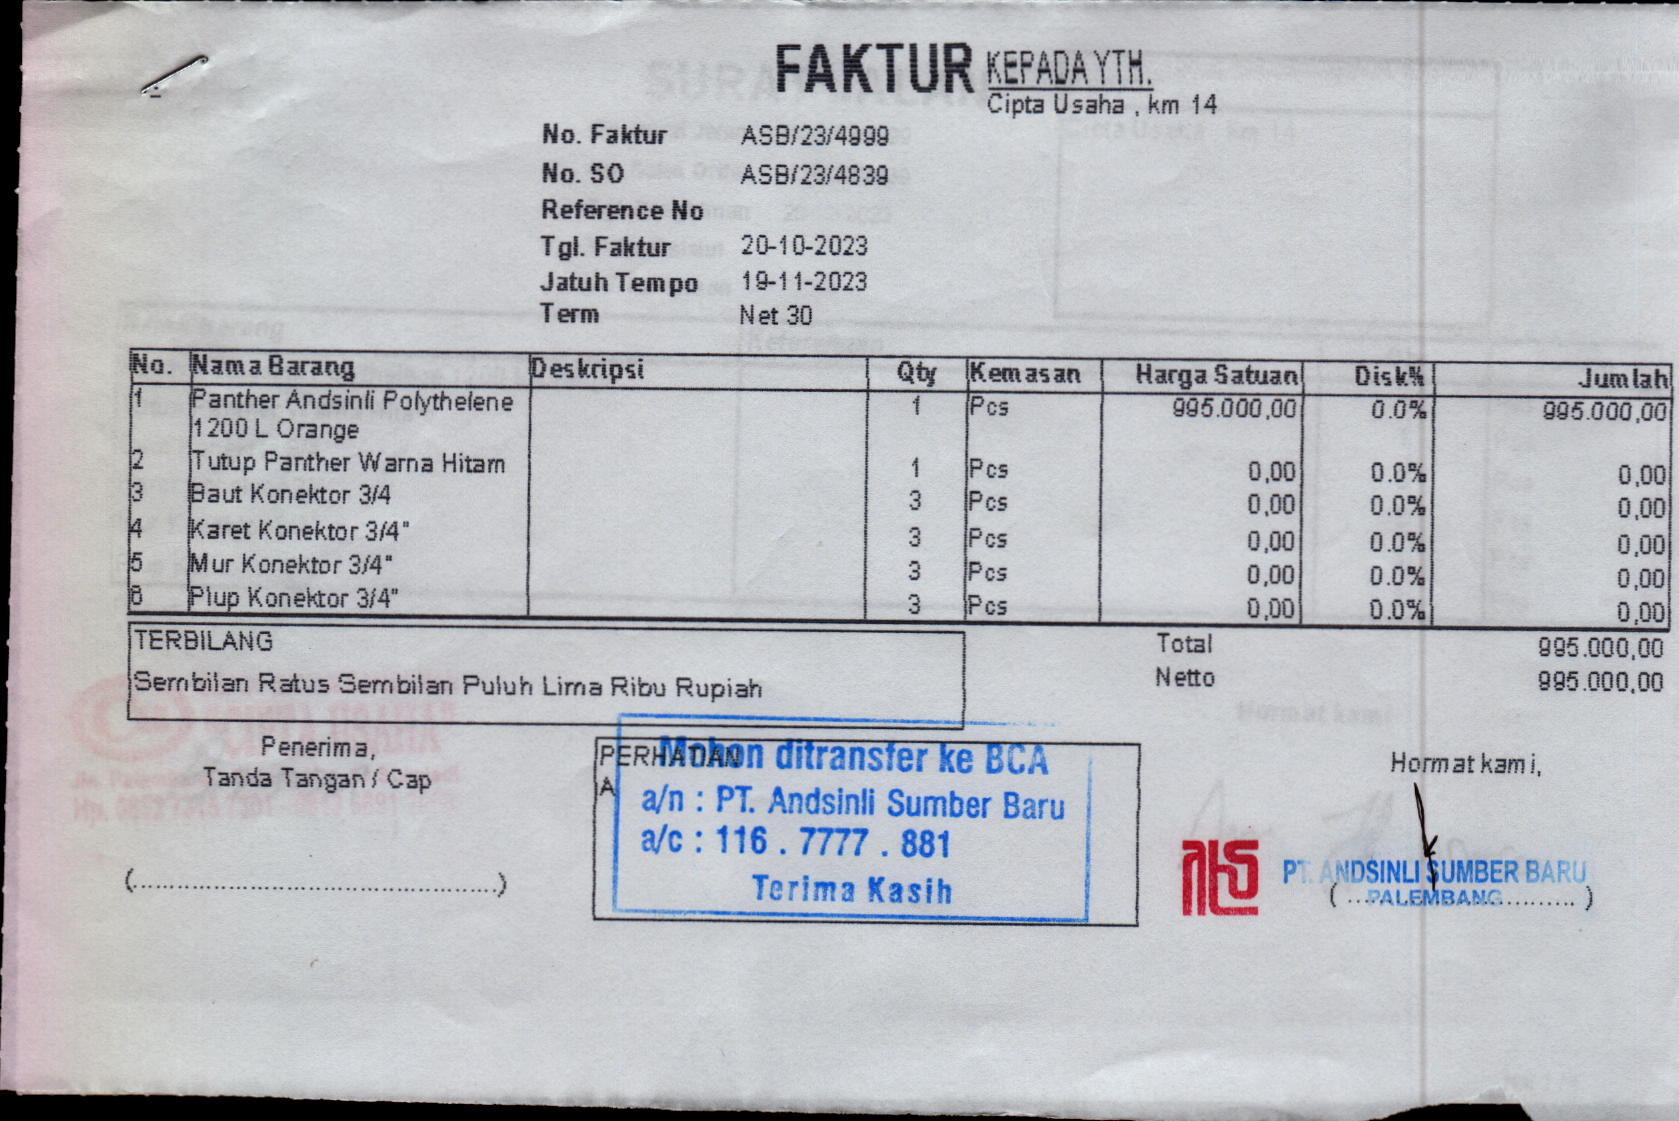 FAKTUR KEPADA YTH.
Cipta Usaha , km 14
No. Faktur ASB/23/4999
No. SO ASB/23/4839
Reference No
Tgl. Faktur 20-10-2023
Jatuh Tempo 19-11-2023
Term Net 30
No. Nama Barang Deskripsi Qty Kemasan Harga Satuan Disk% Jumlah
1 Panther Andsinli Polythelene 1 Pcs 995.000,00 0.0% 995.000,00
1200 L Orange
2 Tutup Panther Warna Hitam 1 Pcs 0,00 0.0% 0,00
3 Baut Konektor 3/4 3 Pcs 0,00 0.0% 0,00
4 Karet Konektor 3/4" 3 Pcs 0,00 0.0% 0,00
5 Mur Konektor 3/4" 3 Pcs 0,00 0.0% 0,00
6 Plup Konektor 3/4" 3 Pcs 0,00 0.0% 0,00
TERBILANG
Sembilan Ratus Sembilan Puluh Lima Ribu Rupiah
Total 995.000,00
Netto 995.000,00
Penerima,
Tanda Tangan / Cap
(................................................)
PERHATIAN
A
Mohon ditransfer ke BCA
a/n : PT. Andsinli Sumber Baru
a/c : 116 . 7777 . 881
Terima Kasih
Hormat kami,
PT. ANDSINLI SUMBER BARU
PALEMBANG